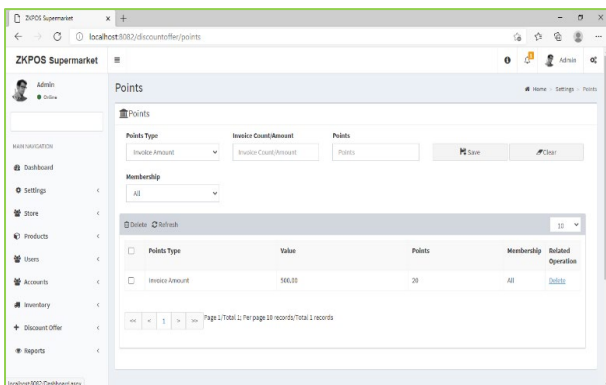 ZKPOS Supermarket
localhost:8082/discountoffer/points
ZKPOS Supermarket
Admin
Admin
Online
Points
Home > Settings > Points
Points
Points Type
Invoice Count/Amount
Points
Invoice Amount
Invoice Count/Amount
Points
Save
Clear
Membership
All
MAIN NAVIGATION
Dashboard
Settings
Store
Products
Users
Accounts
Inventory
Discount Offer
Reports
Delete
Refresh
10
Points Type
Value
Points
Membership
Related Operation
Invoice Amount
500.00
20
All
Delete
<< < 1 > >> Page 1/Total 1; Per page 10 records/Total 1 records
localhost:8082/Dashboard.aspx